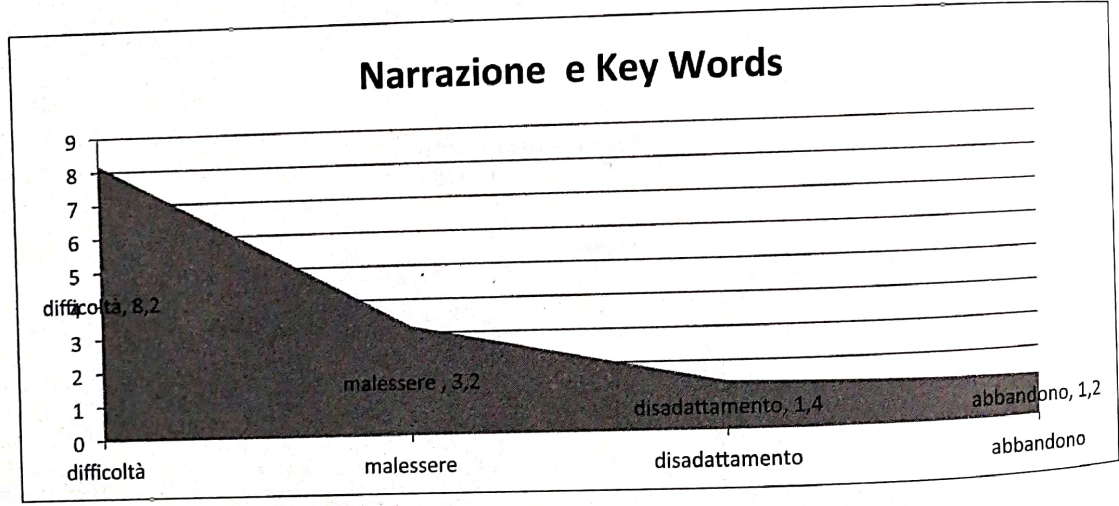 Narrazione e Key Words
9
8
7
6
5
4
3
2
1
0
difficoltà, 8,2
malessere , 3,2
disadattamento, 1,4
abbandono, 1,2
difficoltà
malessere
disadattamento
abbandono